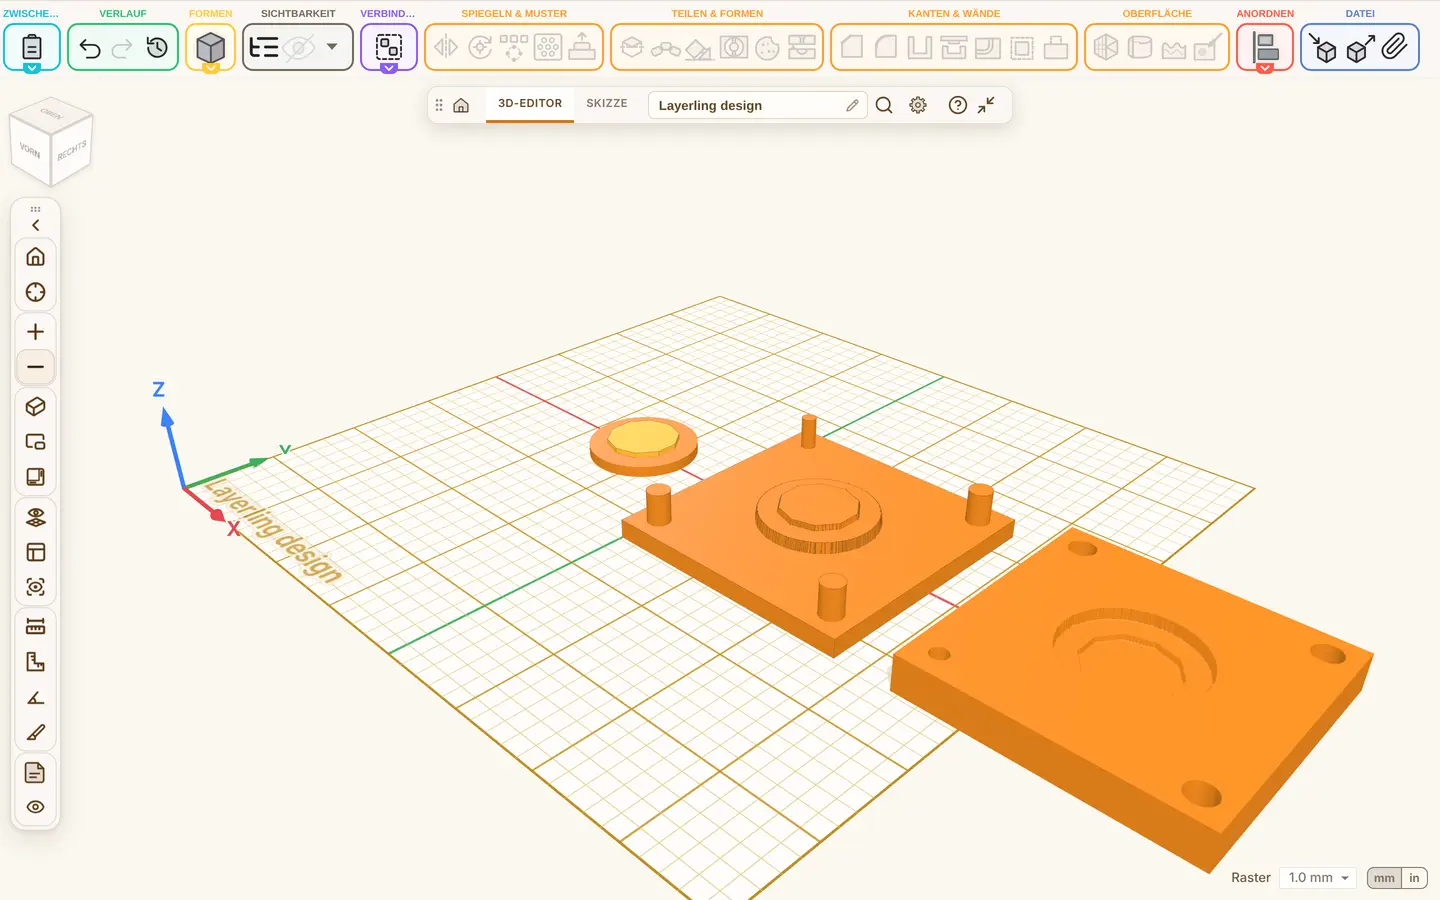 ZWISCHE...
VERLAUF
FORMEN
SICHTBARKEIT
VERBIND...
SPIEGELN & MUSTER
TEILEN & FORMEN
KANTEN & WÄNDE
OBERFLÄCHE
ANORDNEN
DATEI
3D-EDITOR
SKIZZE
Layerling design
OBEN
VORN
RECHTS
Z
Y
X
Layerling design
Raster
1.0 mm
mm
in